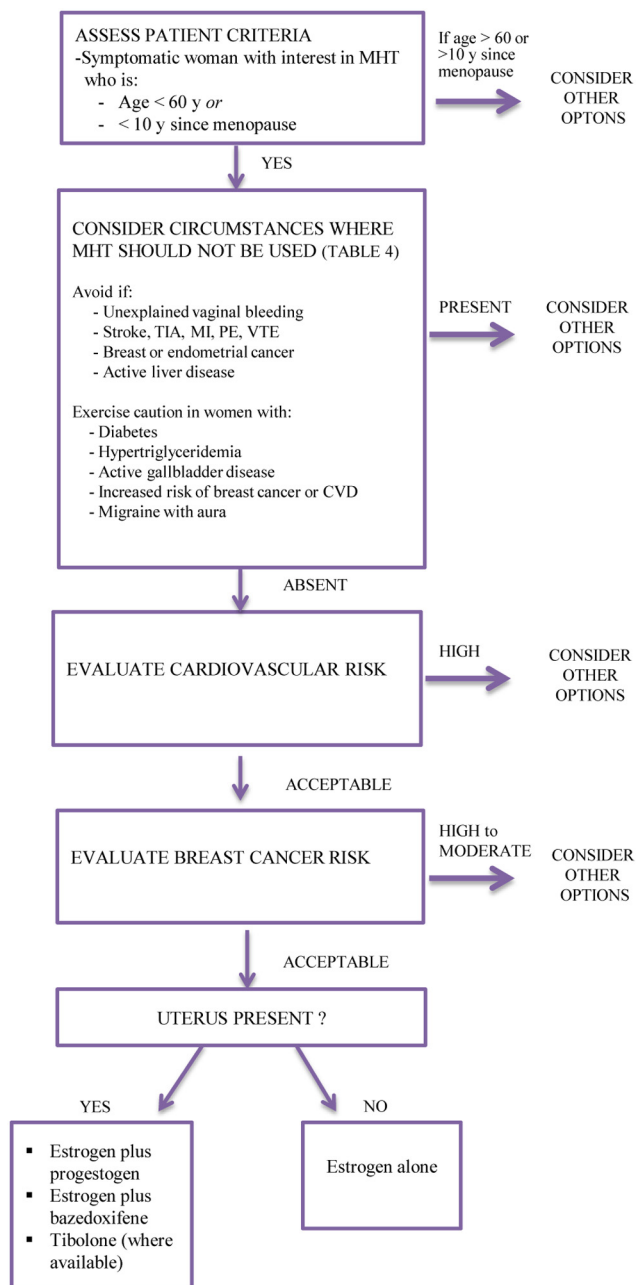 ASSESS PATIENT CRITERIA
-Symptomatic woman with interest in MHT
who is:
- Age < 60 y or
- < 10 y since menopause
If age > 60 or
>10 y since
menopause
CONSIDER
OTHER
OPTONS
YES
CONSIDER CIRCUMSTANCES WHERE
MHT SHOULD NOT BE USED (TABLE 4)
Avoid if:
- Unexplained vaginal bleeding
- Stroke, TIA, MI, PE, VTE
- Breast or endometrial cancer
- Active liver disease
Exercise caution in women with:
- Diabetes
- Hypertriglyceridemia
- Active gallbladder disease
- Increased risk of breast cancer or CVD
- Migraine with aura
PRESENT
CONSIDER
OTHER
OPTIONS
ABSENT
EVALUATE CARDIOVASCULAR RISK
HIGH
CONSIDER
OTHER
OPTIONS
ACCEPTABLE
EVALUATE BREAST CANCER RISK
HIGH to
MODERATE
CONSIDER
OTHER
OPTIONS
ACCEPTABLE
UTERUS PRESENT ?
YES
▪ Estrogen plus
progestogen
▪ Estrogen plus
bazedoxifene
▪ Tibolone (where
available)
NO
Estrogen alone